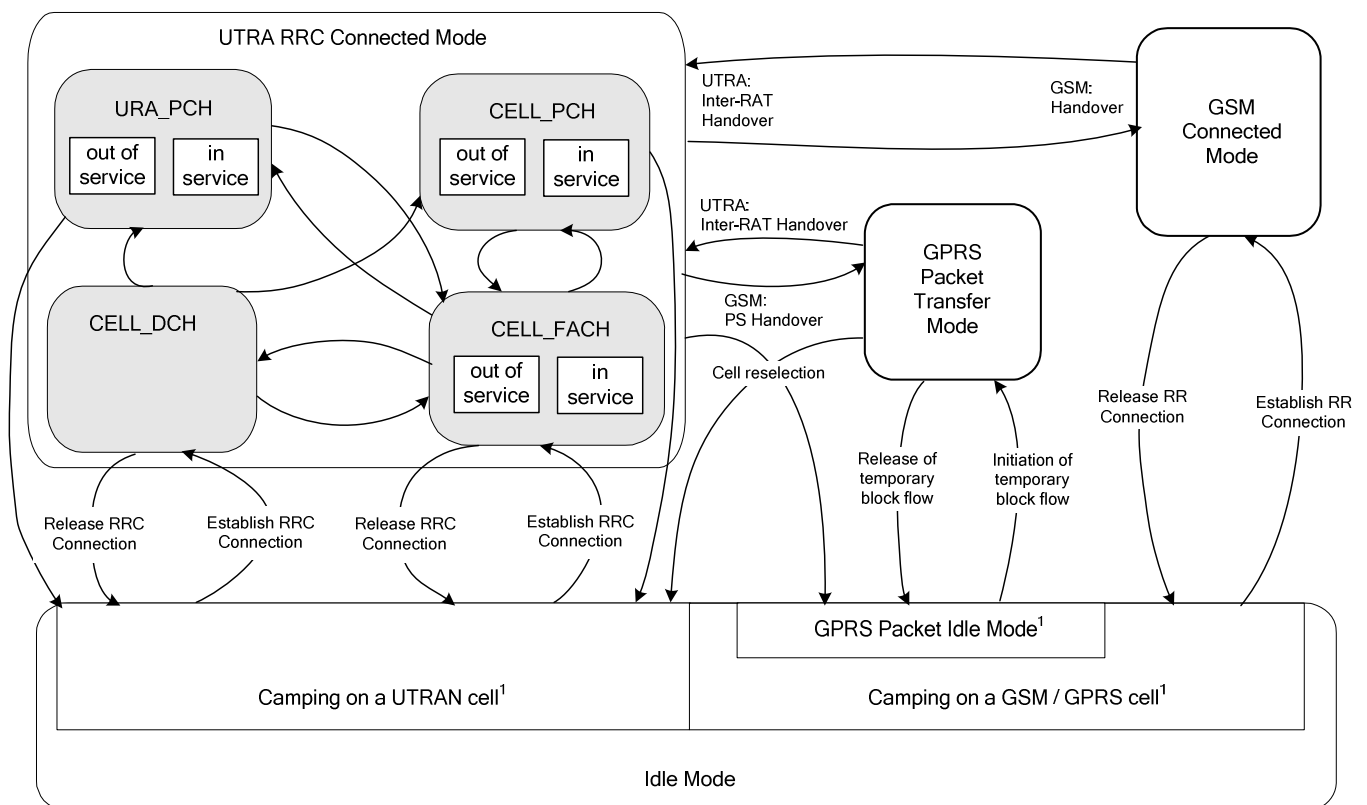 UTRA RRC Connected Mode
URA_PCH
out of
service
in
service
CELL_PCH
out of
service
in
service
CELL_DCH
CELL_FACH
out of
service
in
service
UTRA:
Inter-RAT
Handover
GSM:
Handover
GSM
Connected
Mode
UTRA:
Inter-RAT Handover
GPRS
Packet
Transfer
Mode
GSM:
PS Handover
Cell reselection
Release RR
Connection
Establish RR
Connection
Release of
temporary
block flow
Initiation of
temporary
block flow
Release RRC
Connection
Establish RRC
Connection
Release RRC
Connection
Establish RRC
Connection
GPRS Packet Idle Mode¹
Camping on a UTRAN cell¹
Camping on a GSM / GPRS cell¹
Idle Mode